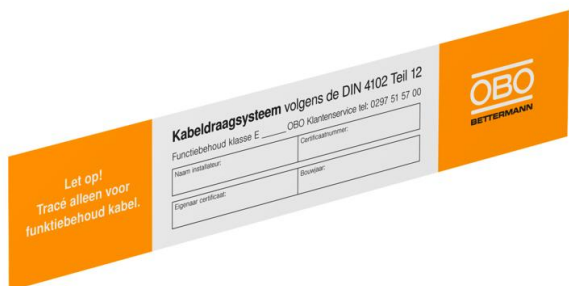 Let op!
Tracé alleen voor
funktiebehoud kabel.
Kabeldraagsysteem volgens de DIN 4102 Teil 12
Functiebehoud klasse E _____ OBO Klantenservice tel: 0297 51 57 00
Naam installateur:
Certificaatnummer:
Eigenaar certificaat:
Bouwjaar:
OBO
BETTERMANN